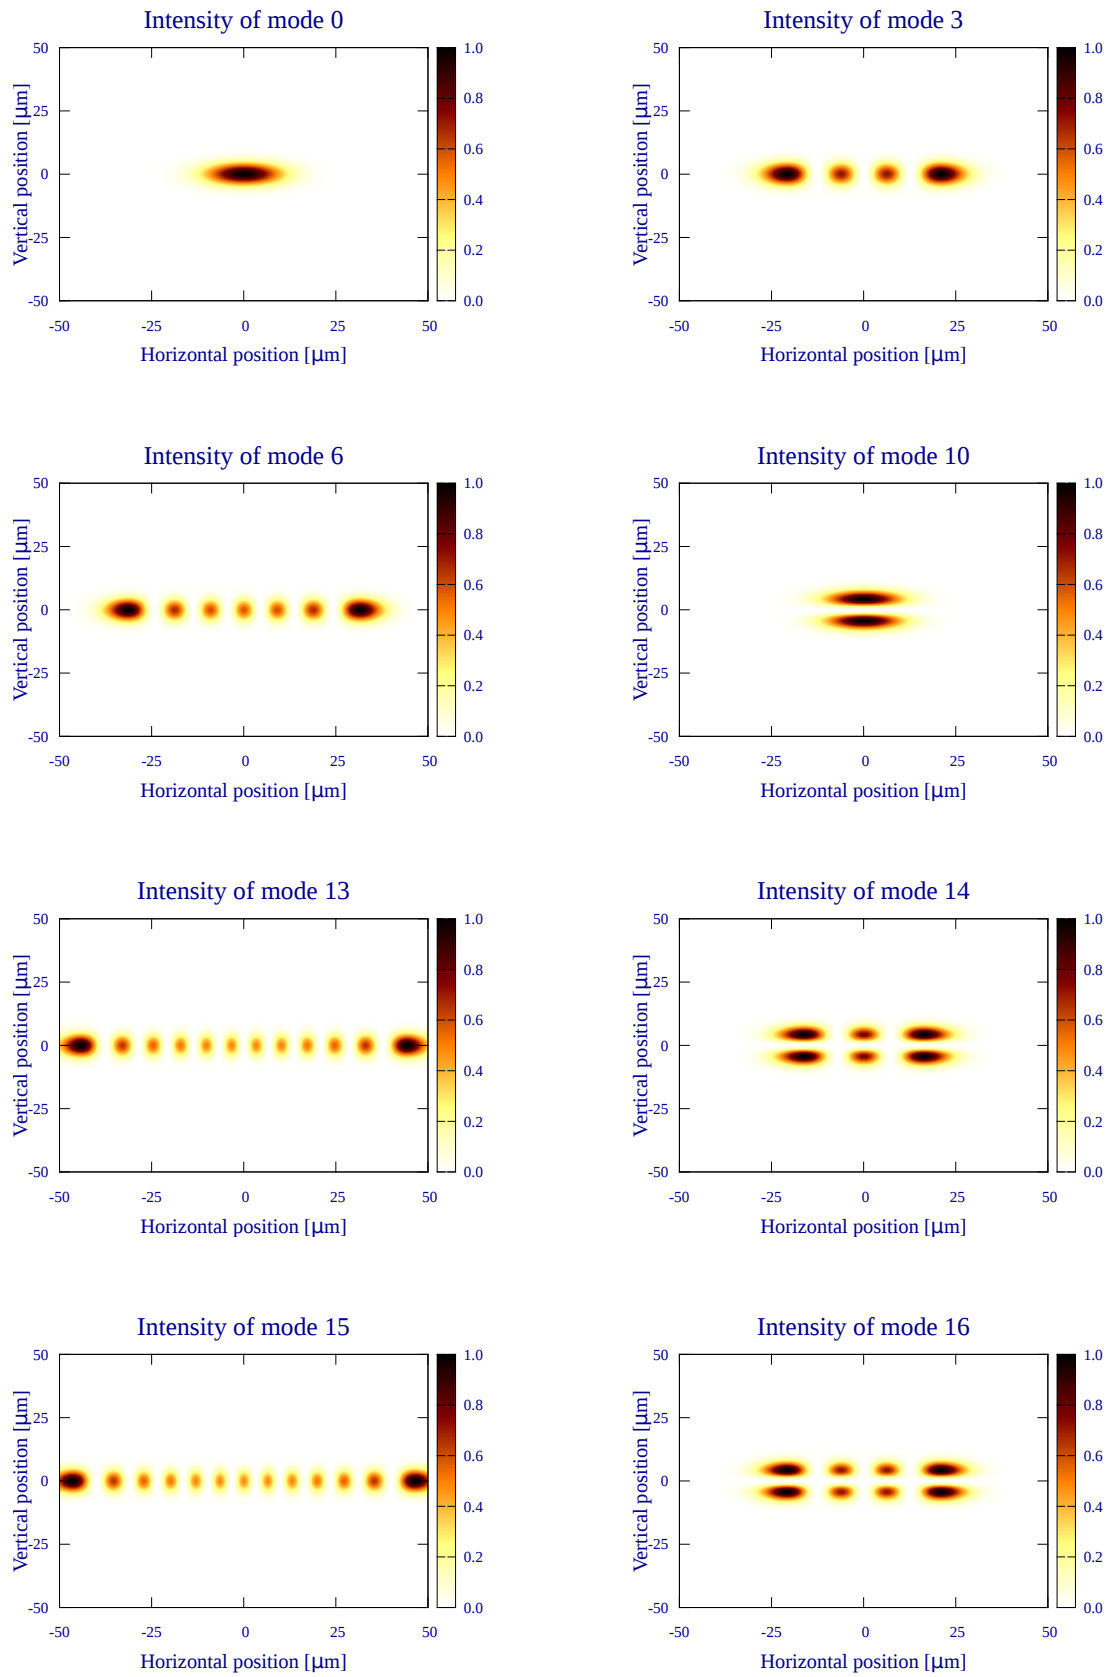 Intensity of mode 0
Vertical position [μm]
50
25
0
-25
-50
-50 -25 0 25 50
Horizontal position [μm]
1.0
0.8
0.6
0.4
0.2
0.0
Intensity of mode 3
Vertical position [μm]
50
25
0
-25
-50
-50 -25 0 25 50
Horizontal position [μm]
1.0
0.8
0.6
0.4
0.2
0.0
Intensity of mode 6
Vertical position [μm]
50
25
0
-25
-50
-50 -25 0 25 50
Horizontal position [μm]
1.0
0.8
0.6
0.4
0.2
0.0
Intensity of mode 10
Vertical position [μm]
50
25
0
-25
-50
-50 -25 0 25 50
Horizontal position [μm]
1.0
0.8
0.6
0.4
0.2
0.0
Intensity of mode 13
Vertical position [μm]
50
25
0
-25
-50
-50 -25 0 25 50
Horizontal position [μm]
1.0
0.8
0.6
0.4
0.2
0.0
Intensity of mode 14
Vertical position [μm]
50
25
0
-25
-50
-50 -25 0 25 50
Horizontal position [μm]
1.0
0.8
0.6
0.4
0.2
0.0
Intensity of mode 15
Vertical position [μm]
50
25
0
-25
-50
-50 -25 0 25 50
Horizontal position [μm]
1.0
0.8
0.6
0.4
0.2
0.0
Intensity of mode 16
Vertical position [μm]
50
25
0
-25
-50
-50 -25 0 25 50
Horizontal position [μm]
1.0
0.8
0.6
0.4
0.2
0.0